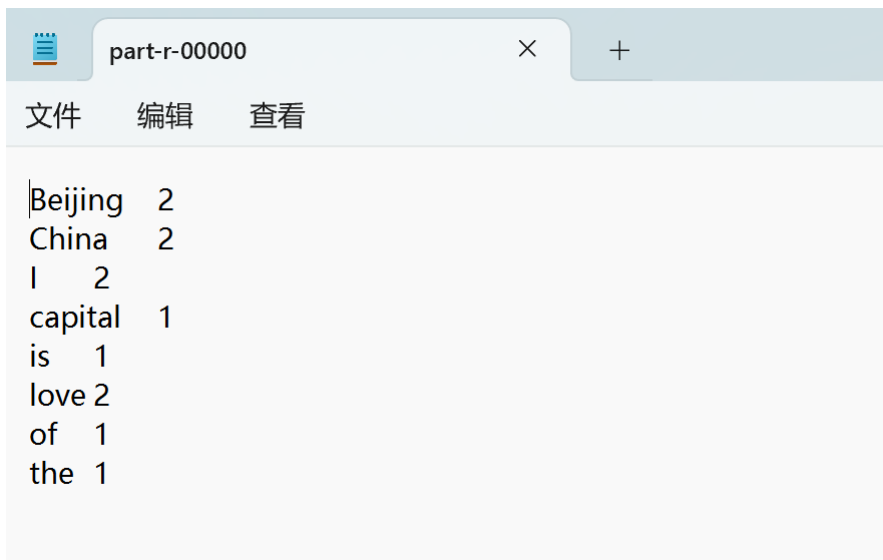 part-r-00000
文件 编辑 查看
Beijing 2
China 2
I 2
capital 1
is 1
love 2
of 1
the 1